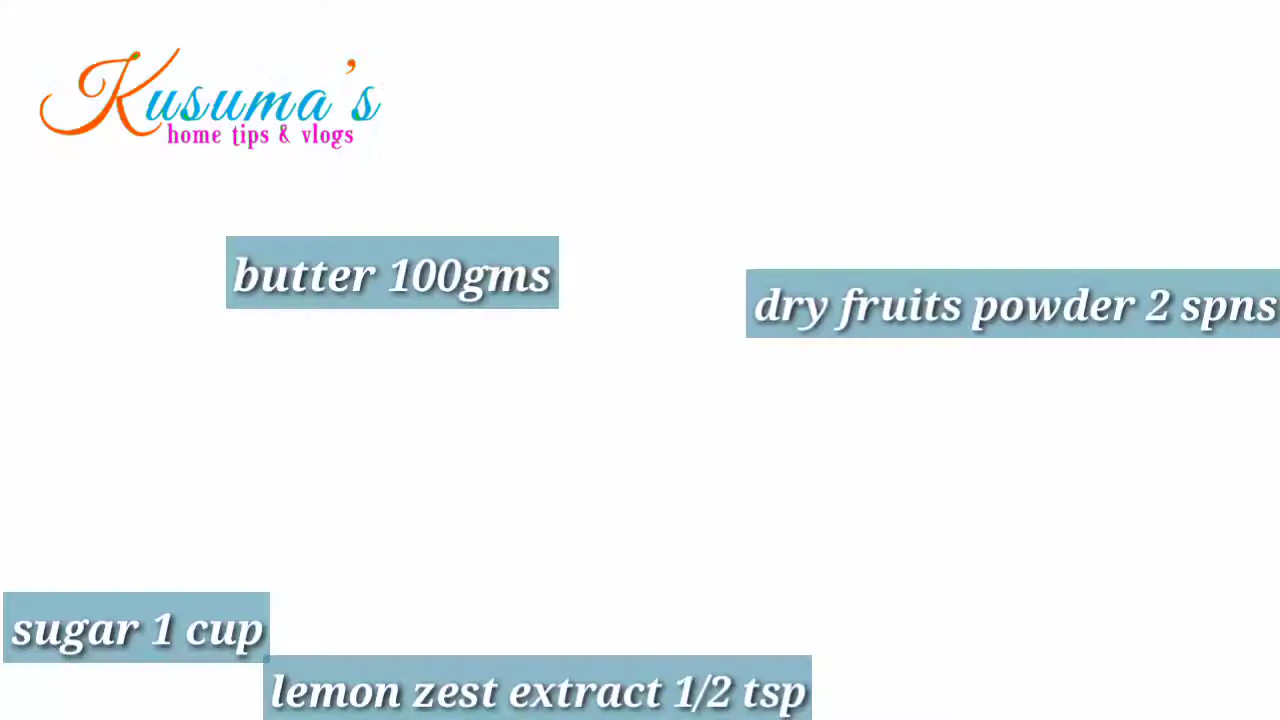 Kusuma's
home tips & vlogs
butter 100gms
dry fruits powder 2 spns
sugar 1 cup
lemon zest extract 1/2 tsp